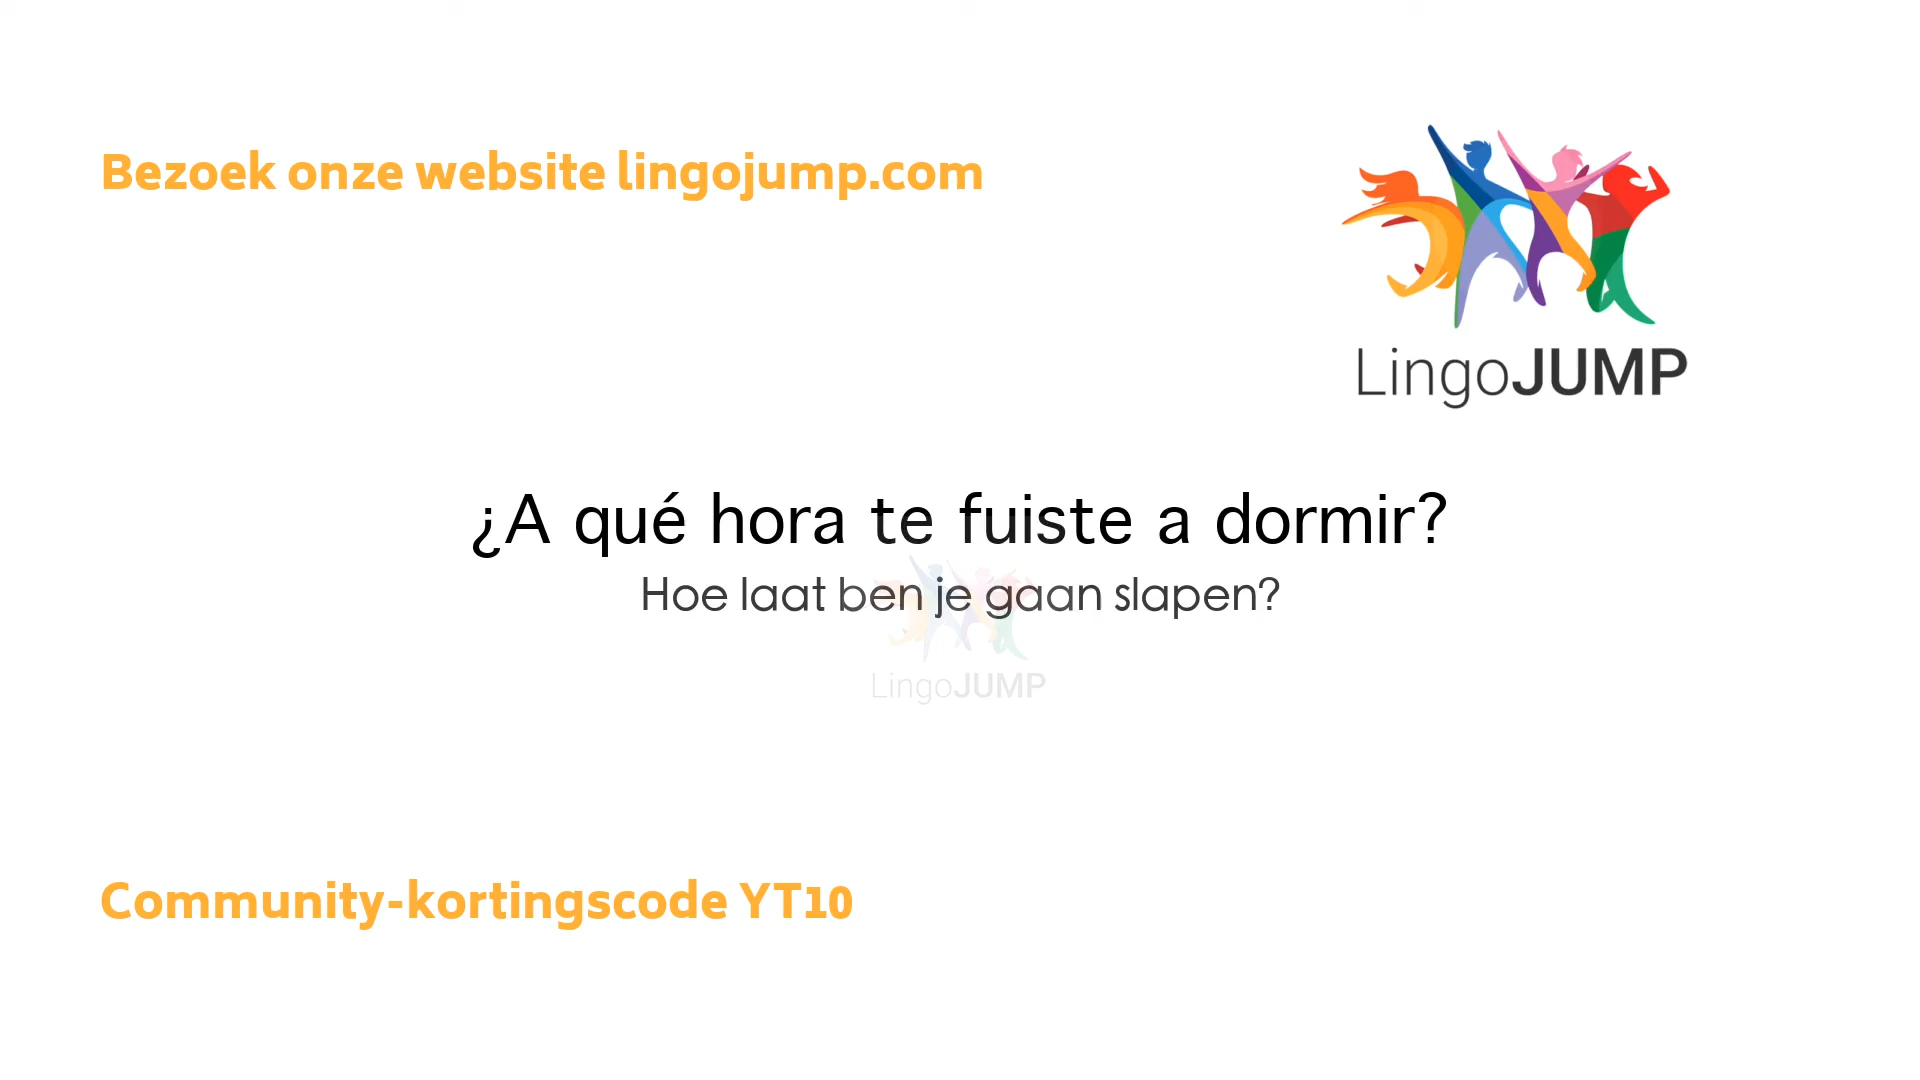 Bezoek onze website lingojump.com
LingoJUMP
¿A qué hora te fuiste a dormir?
Hoe laat ben je gaan slapen?
LingoJUMP
Community-kortingscode YT10